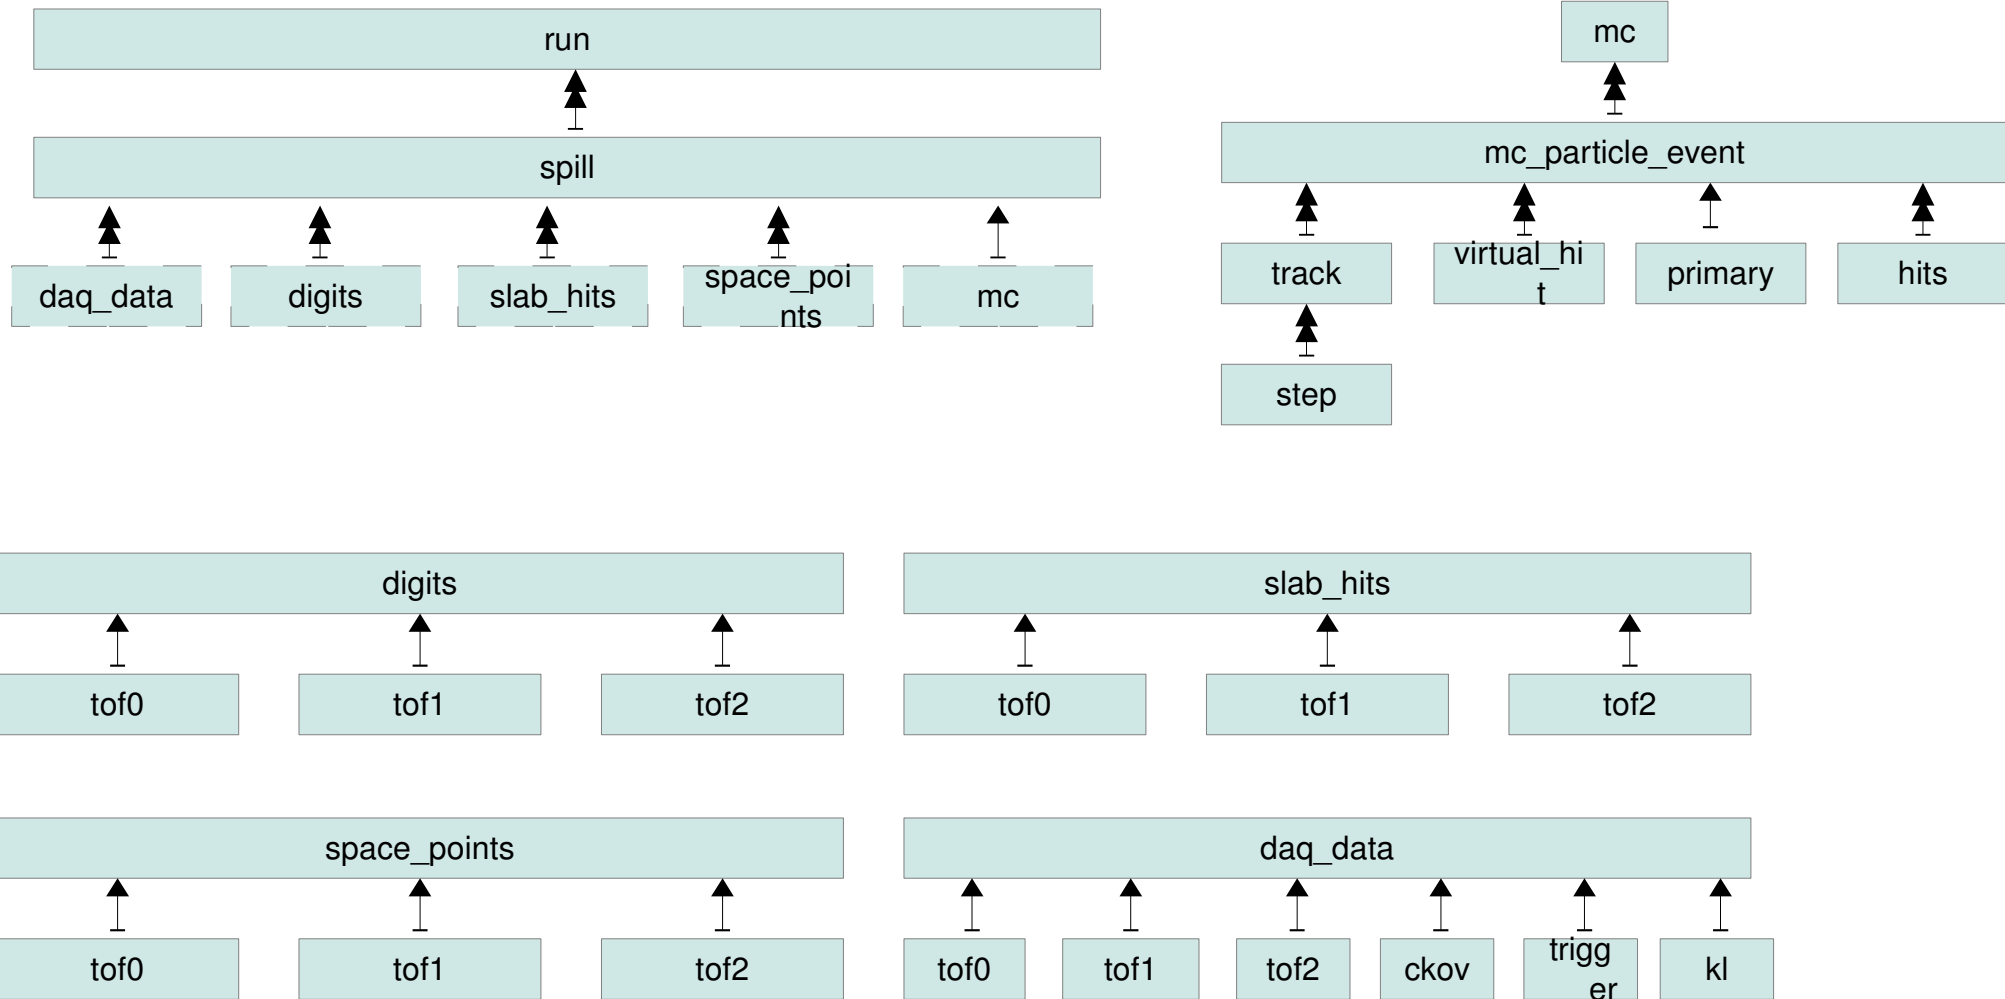 run
spill
daq_data
digits
slab_hits
space_poi
nts
mc
mc
mc_particle_event
track
virtual_hi
t
primary
hits
step
digits
tof0
tof1
tof2
slab_hits
tof0
tof1
tof2
space_points
tof0
tof1
tof2
daq_data
tof0
tof1
tof2
ckov
trigg
er
kl